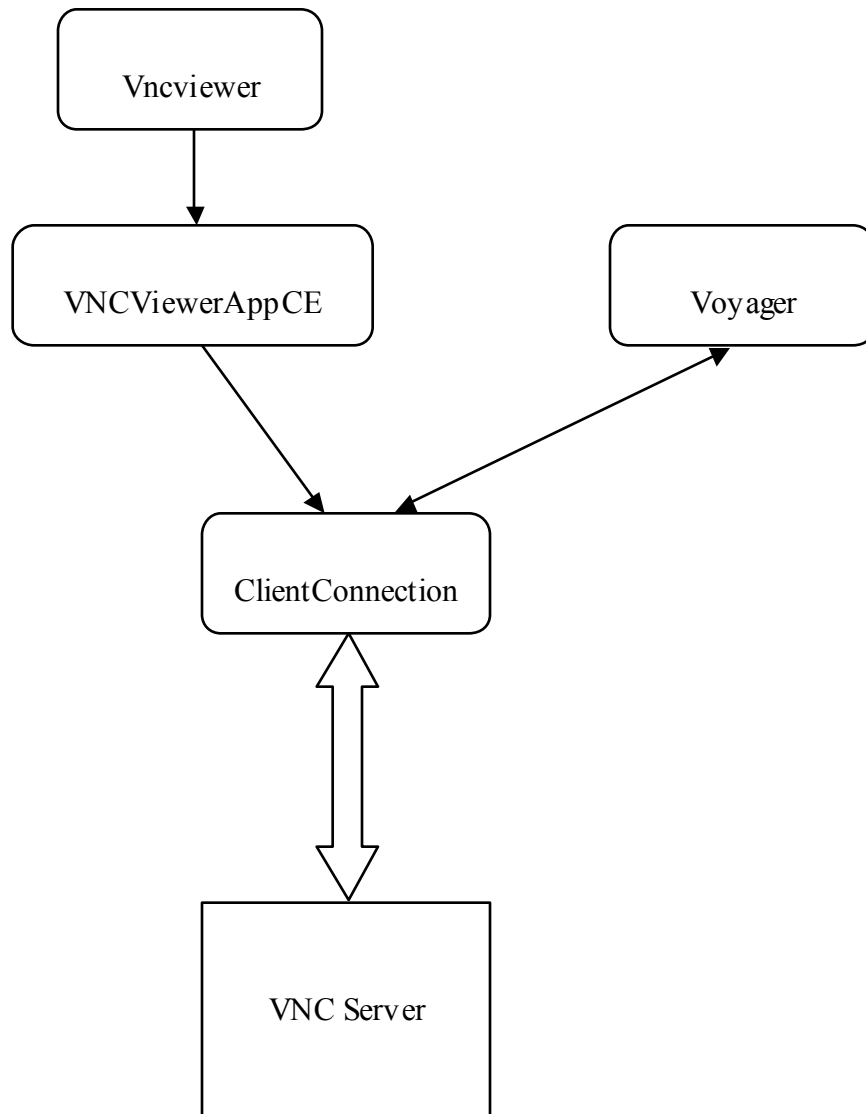 Vncviewer
VNCViewerAppCE
Voyager
ClientConnection
VNC Server